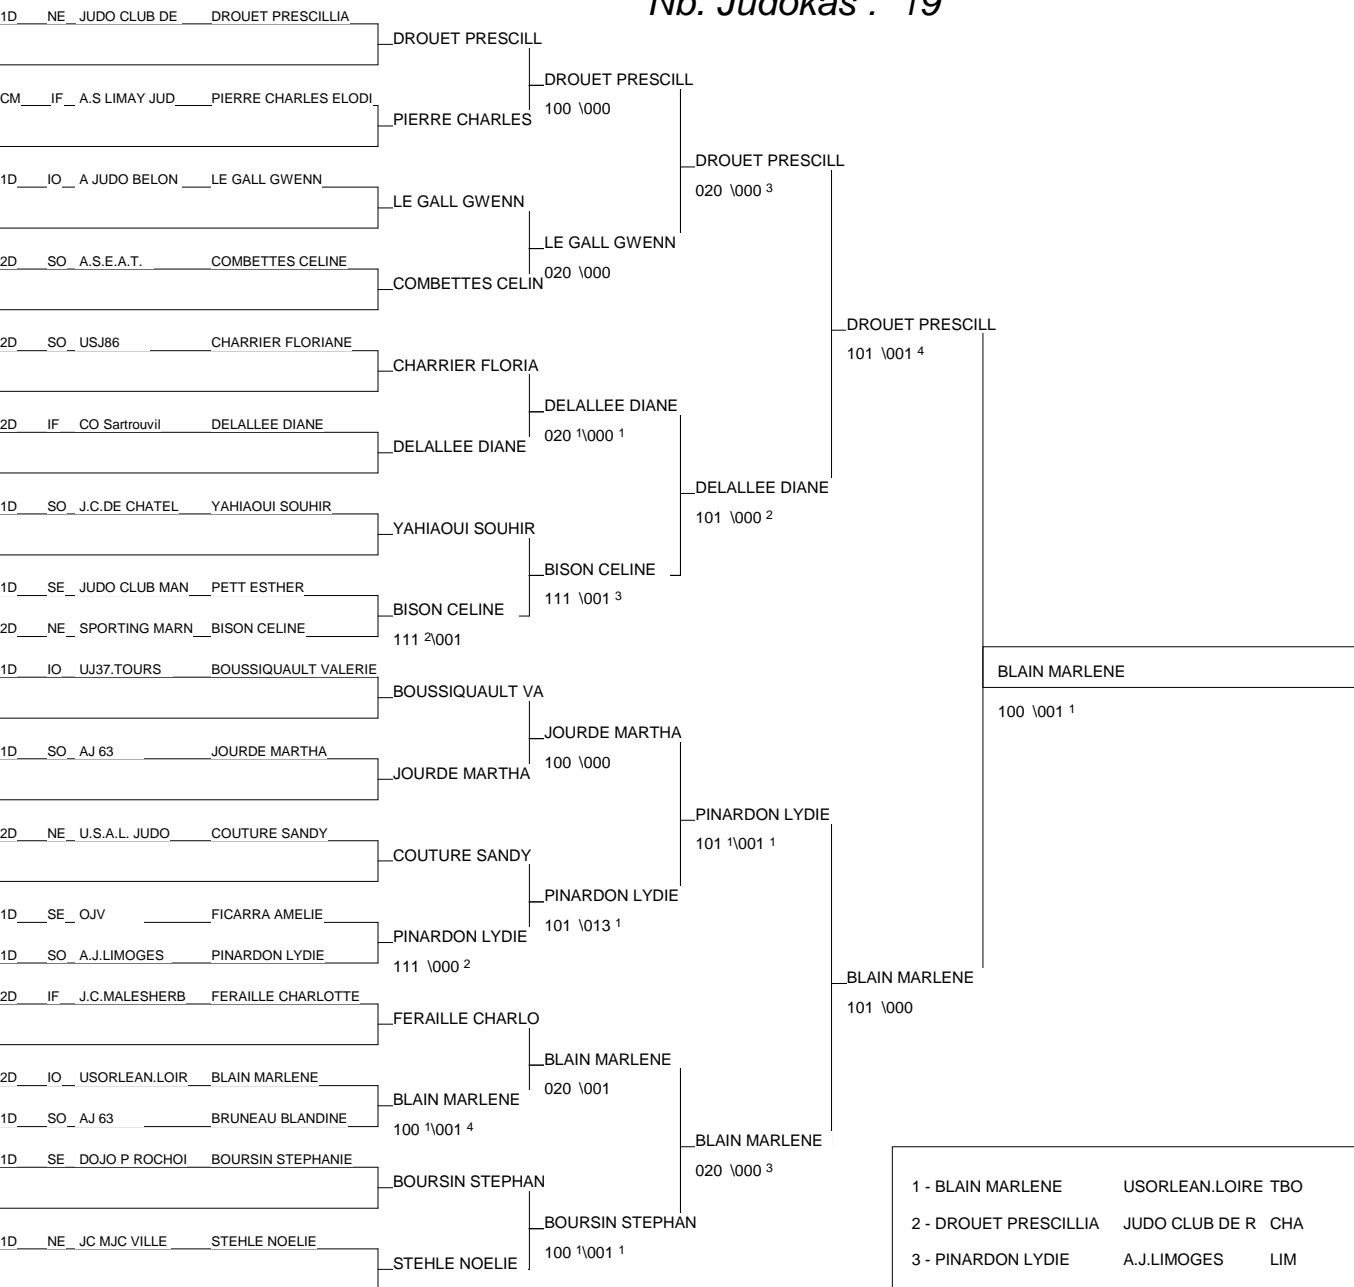 Nb. Judokas : 19
1D NE JUDO CLUB DE DROUET PRESCILLIA
DROUET PRESCILL
DROUET PRESCILL
100 \000
CM IF A.S LIMAY JUD PIERRE CHARLES ELODI
PIERRE CHARLES
DROUET PRESCILL
020 \000 3
1D IO A JUDO BELON LE GALL GWENN
LE GALL GWENN
LE GALL GWENN
020 \000
2D SO A.S.E.A.T. COMBETTES CELINE
COMBETTES CELIN
DROUET PRESCILL
101 \001 4
2D SO USJ86 CHARRIER FLORIANE
CHARRIER FLORIA
DELALLEE DIANE
020 1\000 1
2D IF CO Sartrouvil DELALLEE DIANE
DELALLEE DIANE
DELALLEE DIANE
101 \000 2
1D SO J.C.DE CHATEL YAHIAOUI SOUHIR
YAHIAOUI SOUHIR
BISON CELINE
111 \001 3
1D SE JUDO CLUB MAN PETT ESTHER
BISON CELINE
111 2\001
2D NE SPORTING MARN BISON CELINE
BLAIN MARLENE
100 \001 1
1D IO UJ37.TOURS BOUSSIQUAULT VALERIE
BOUSSIQUAULT VA
JOURDE MARTHA
100 \000
1D SO AJ 63 JOURDE MARTHA
JOURDE MARTHA
PINARDON LYDIE
101 1\001 1
2D NE U.S.A.L. JUDO COUTURE SANDY
COUTURE SANDY
PINARDON LYDIE
101 \013 1
1D SE OJV FICARRA AMELIE
PINARDON LYDIE
111 \000 2
1D SO A.J.LIMOGES PINARDON LYDIE
BLAIN MARLENE
101 \000
2D IF J.C.MALESHERB FERAILLE CHARLOTTE
FERAILLE CHARLO
BLAIN MARLENE
020 \001
2D IO USORLEAN.LOIR BLAIN MARLENE
BLAIN MARLENE
100 1\001 4
1D SO AJ 63 BRUNEAU BLANDINE
BLAIN MARLENE
020 \000 3
1D SE DOJO P ROCHOI BOURSIN STEPHANIE
BOURSIN STEPHAN
BOURSIN STEPHAN
100 1\001 1
1D NE JC MJC VILLE STEHLE NOELIE
STEHLE NOELIE
1 - BLAIN MARLENE USORLEAN.LOIRE TBO
2 - DROUET PRESCILLIA JUDO CLUB DE R CHA
3 - PINARDON LYDIE A.J.LIMOGES LIM